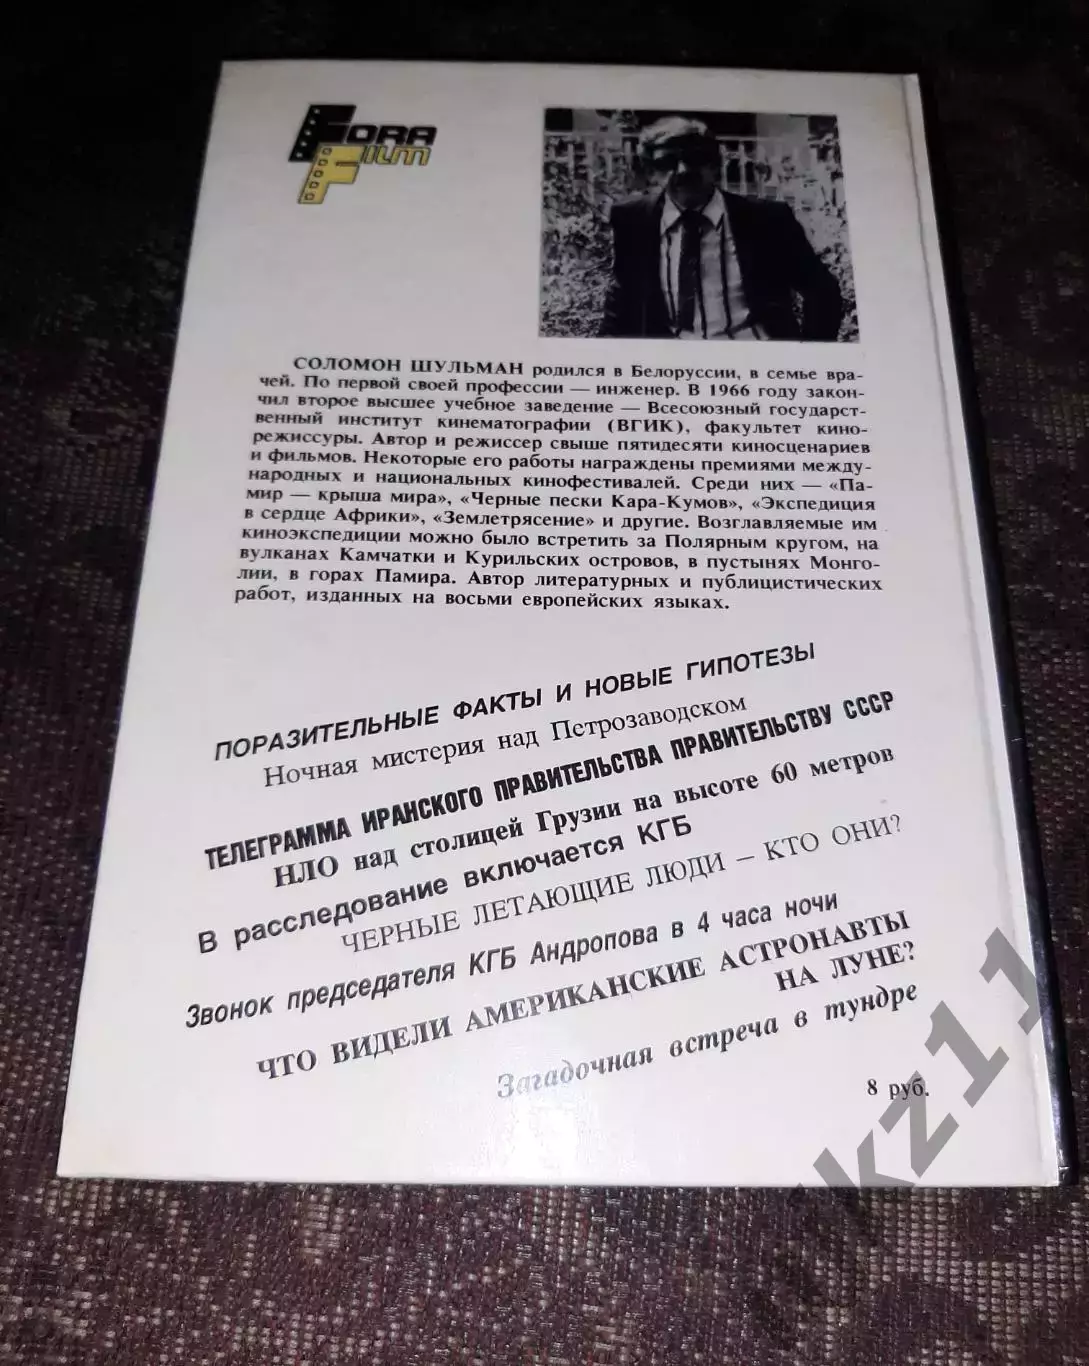 FORA
FILM
СОЛОМОН ШУЛЬМАН родился в Белоруссии, в семье вра-
чей. По первой своей профессии — инженер. В 1966 году закон-
чил второе высшее учебное заведение — Всесоюзный государст-
венный институт кинематографии (ВГИК), факультет кино-
режиссуры. Автор и режиссер свыше пятидесяти киносценариев
и фильмов. Некоторые его работы награждены премиями между-
народных и национальных кинофестивалей. Среди них — «Па-
мир — крыша мира», «Черные пески Кара-Кумов», «Экспедиция
в сердце Африки», «Землетрясение» и другие. Возглавляемые им
киноэкспедиции можно было встретить за Полярным кругом, на
вулканах Камчатки и Курильских островов, в пустынях Монго-
лии, в горах Памира. Автор литературных и публицистических
работ, изданных на восьми европейских языках.
ПОРАЗИТЕЛЬНЫЕ ФАКТЫ И НОВЫЕ ГИПОТЕЗЫ
Ночная мистерия над Петрозаводском
ТЕЛЕГРАММА ИРАНСКОГО ПРАВИТЕЛЬСТВА ПРАВИТЕЛЬСТВУ СССР
НЛО над столицей Грузии на высоте 60 метров
В расследование включается КГБ
ЧЕРНЫЕ ЛЕТАЮЩИЕ ЛЮДИ – КТО ОНИ?
Звонок председателя КГБ Андропова в 4 часа ночи
ЧТО ВИДЕЛИ АМЕРИКАНСКИЕ АСТРОНАВТЫ
НА ЛУНЕ?
Загадочная встреча в тундре
8 руб.